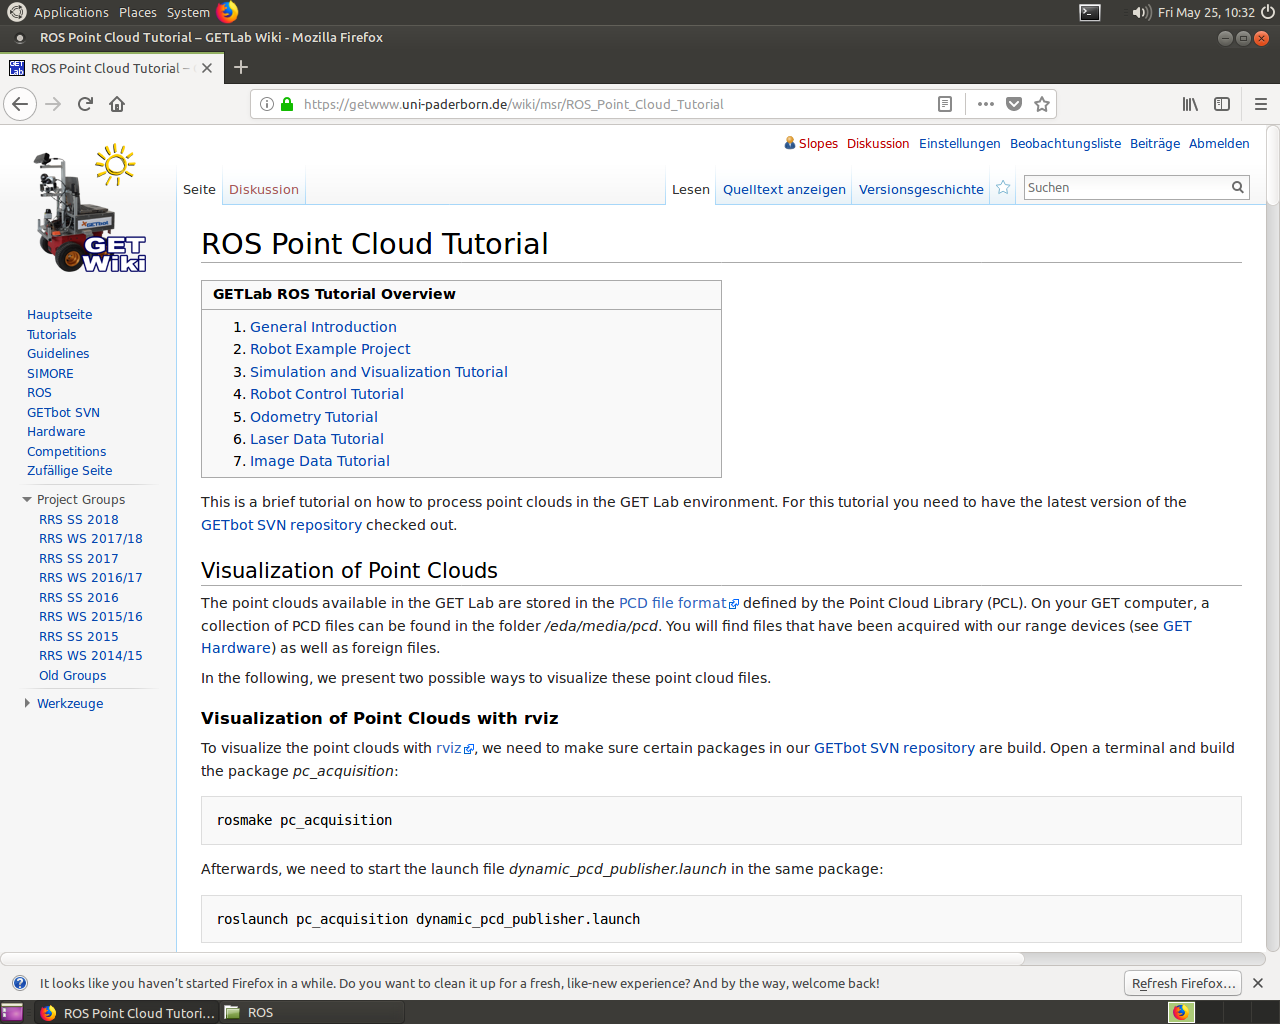 Applications Places System Fri May 25, 10:32
ROS Point Cloud Tutorial – GETLab Wiki - Mozilla Firefox
GET Lab ROS Point Cloud Tutorial –
https://getwww.uni-paderborn.de/wiki/msr/ROS_Point_Cloud_Tutorial
Slopes Diskussion Einstellungen Beobachtungsliste Beiträge Abmelden
Seite Diskussion Lesen Quelltext anzeigen Versionsgeschichte Suchen
GETbot
GET
Wiki
Hauptseite
Tutorials
Guidelines
SIMORE
ROS
GETbot SVN
Hardware
Competitions
Zufällige Seite
Project Groups
RRS SS 2018
RRS WS 2017/18
RRS SS 2017
RRS WS 2016/17
RRS SS 2016
RRS WS 2015/16
RRS SS 2015
RRS WS 2014/15
Old Groups
Werkzeuge
ROS Point Cloud Tutorial
GETLab ROS Tutorial Overview
1. General Introduction
2. Robot Example Project
3. Simulation and Visualization Tutorial
4. Robot Control Tutorial
5. Odometry Tutorial
6. Laser Data Tutorial
7. Image Data Tutorial
This is a brief tutorial on how to process point clouds in the GET Lab environment. For this tutorial you need to have the latest version of the
GETbot SVN repository checked out.
Visualization of Point Clouds
The point clouds available in the GET Lab are stored in the PCD file format defined by the Point Cloud Library (PCL). On your GET computer, a
collection of PCD files can be found in the folder /eda/media/pcd. You will find files that have been acquired with our range devices (see GET
Hardware) as well as foreign files.
In the following, we present two possible ways to visualize these point cloud files.
Visualization of Point Clouds with rviz
To visualize the point clouds with rviz, we need to make sure certain packages in our GETbot SVN repository are build. Open a terminal and build
the package pc_acquisition:
rosmake pc_acquisition
Afterwards, we need to start the launch file dynamic_pcd_publisher.launch in the same package:
roslaunch pc_acquisition dynamic_pcd_publisher.launch
It looks like you haven't started Firefox in a while. Do you want to clean it up for a fresh, like-new experience? And by the way, welcome back! Refresh Firefox...
ROS Point Cloud Tutori... ROS